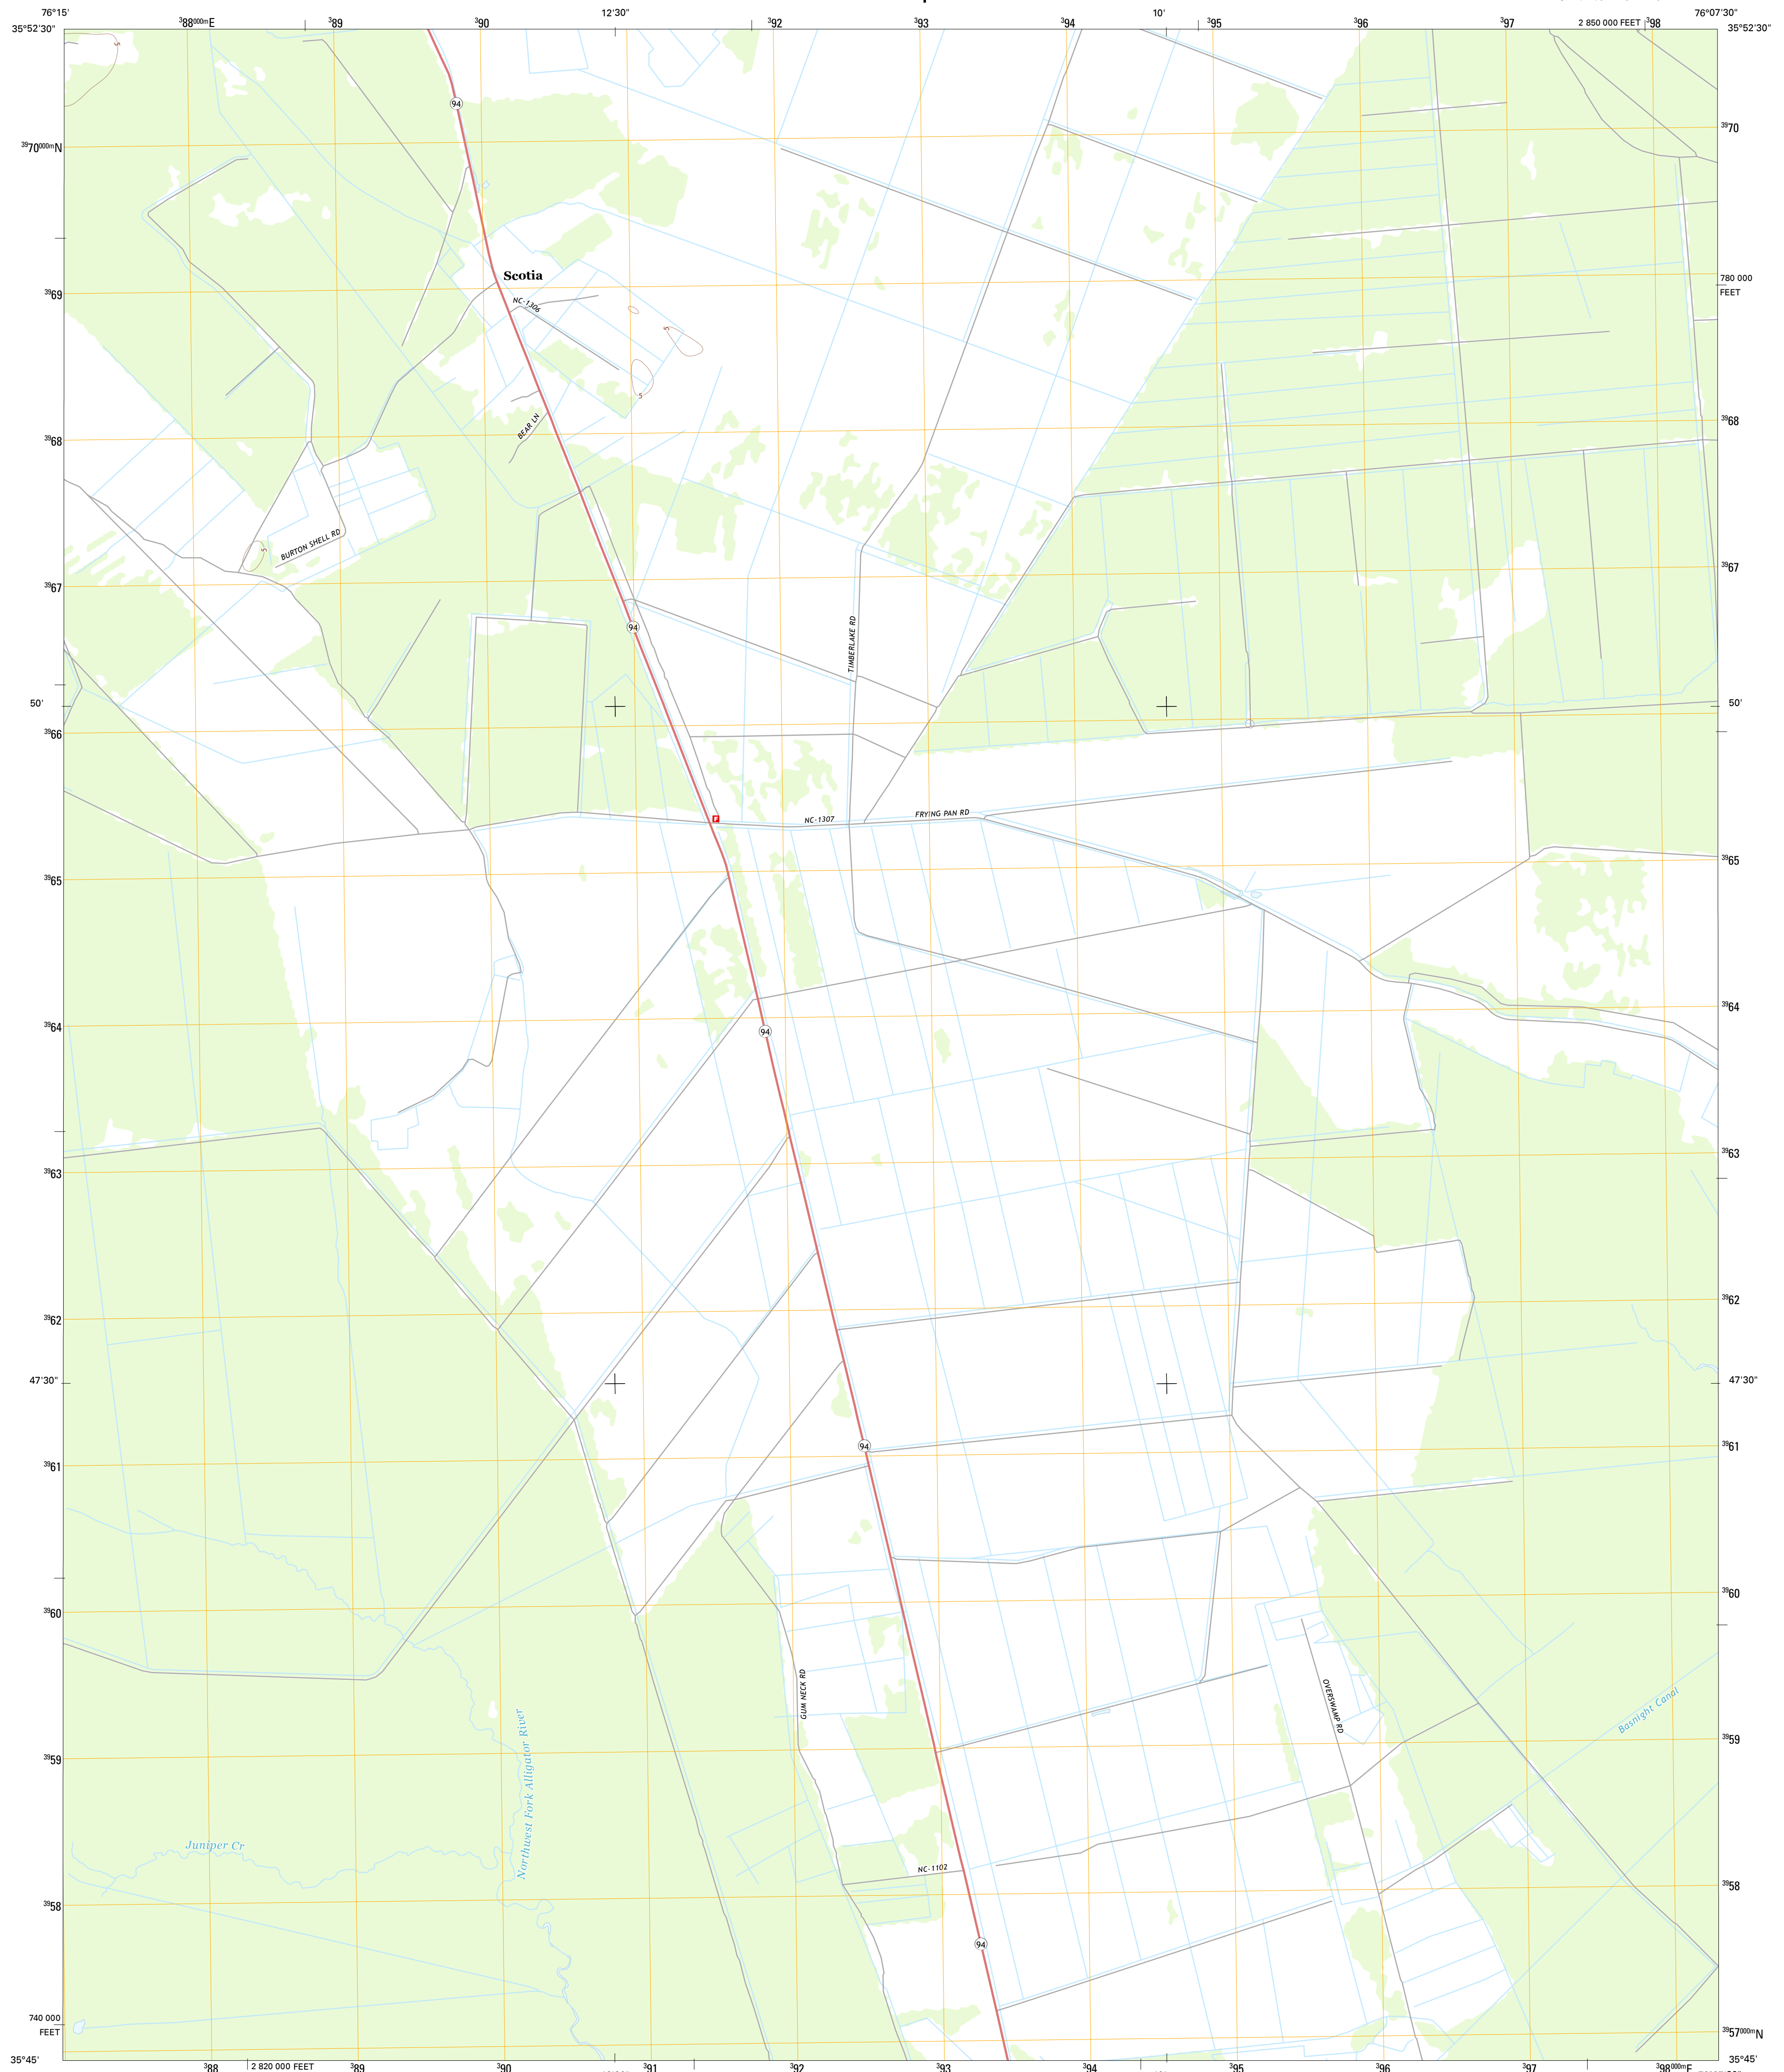 76°15'
³88⁰⁰⁰ᵐE
³89
³90
12'30"
³92
³93
³94
10'
³95
³96
³97
2 850 000 FEET
³98
76°07'30"
35°52'30"
35°52'30"
5
94
³⁹70⁰⁰⁰ᵐN
³⁹70
Scotia
780 000
FEET
³⁹69
NC-1306
5
5
BEAR LN
³⁹68
³⁹68
BURTON SHELL RD
5
³⁹67
³⁹67
94
TIMBERLAKE RD
50'
50'
³⁹66
NC-1307
FRYING PAN RD
F
³⁹65
³⁹65
³⁹64
³⁹64
94
³⁹63
³⁹63
³⁹62
³⁹62
47'30"
47'30"
94
³⁹61
³⁹61
³⁹60
³⁹60
GUM NECK RD
OVERSWAMP RD
Basnight Canal
Northwest Fork Alligator River
³⁹59
³⁹59
Juniper Cr
NC-1102
³⁹58
³⁹58
94
740 000
FEET
³⁹57⁰⁰⁰ᵐN
35°45'
35°45'
³88
2 820 000 FEET
³89
³90
³91
³92
³93
³94
³95
³96
³97
³98⁰⁰⁰ᵐE